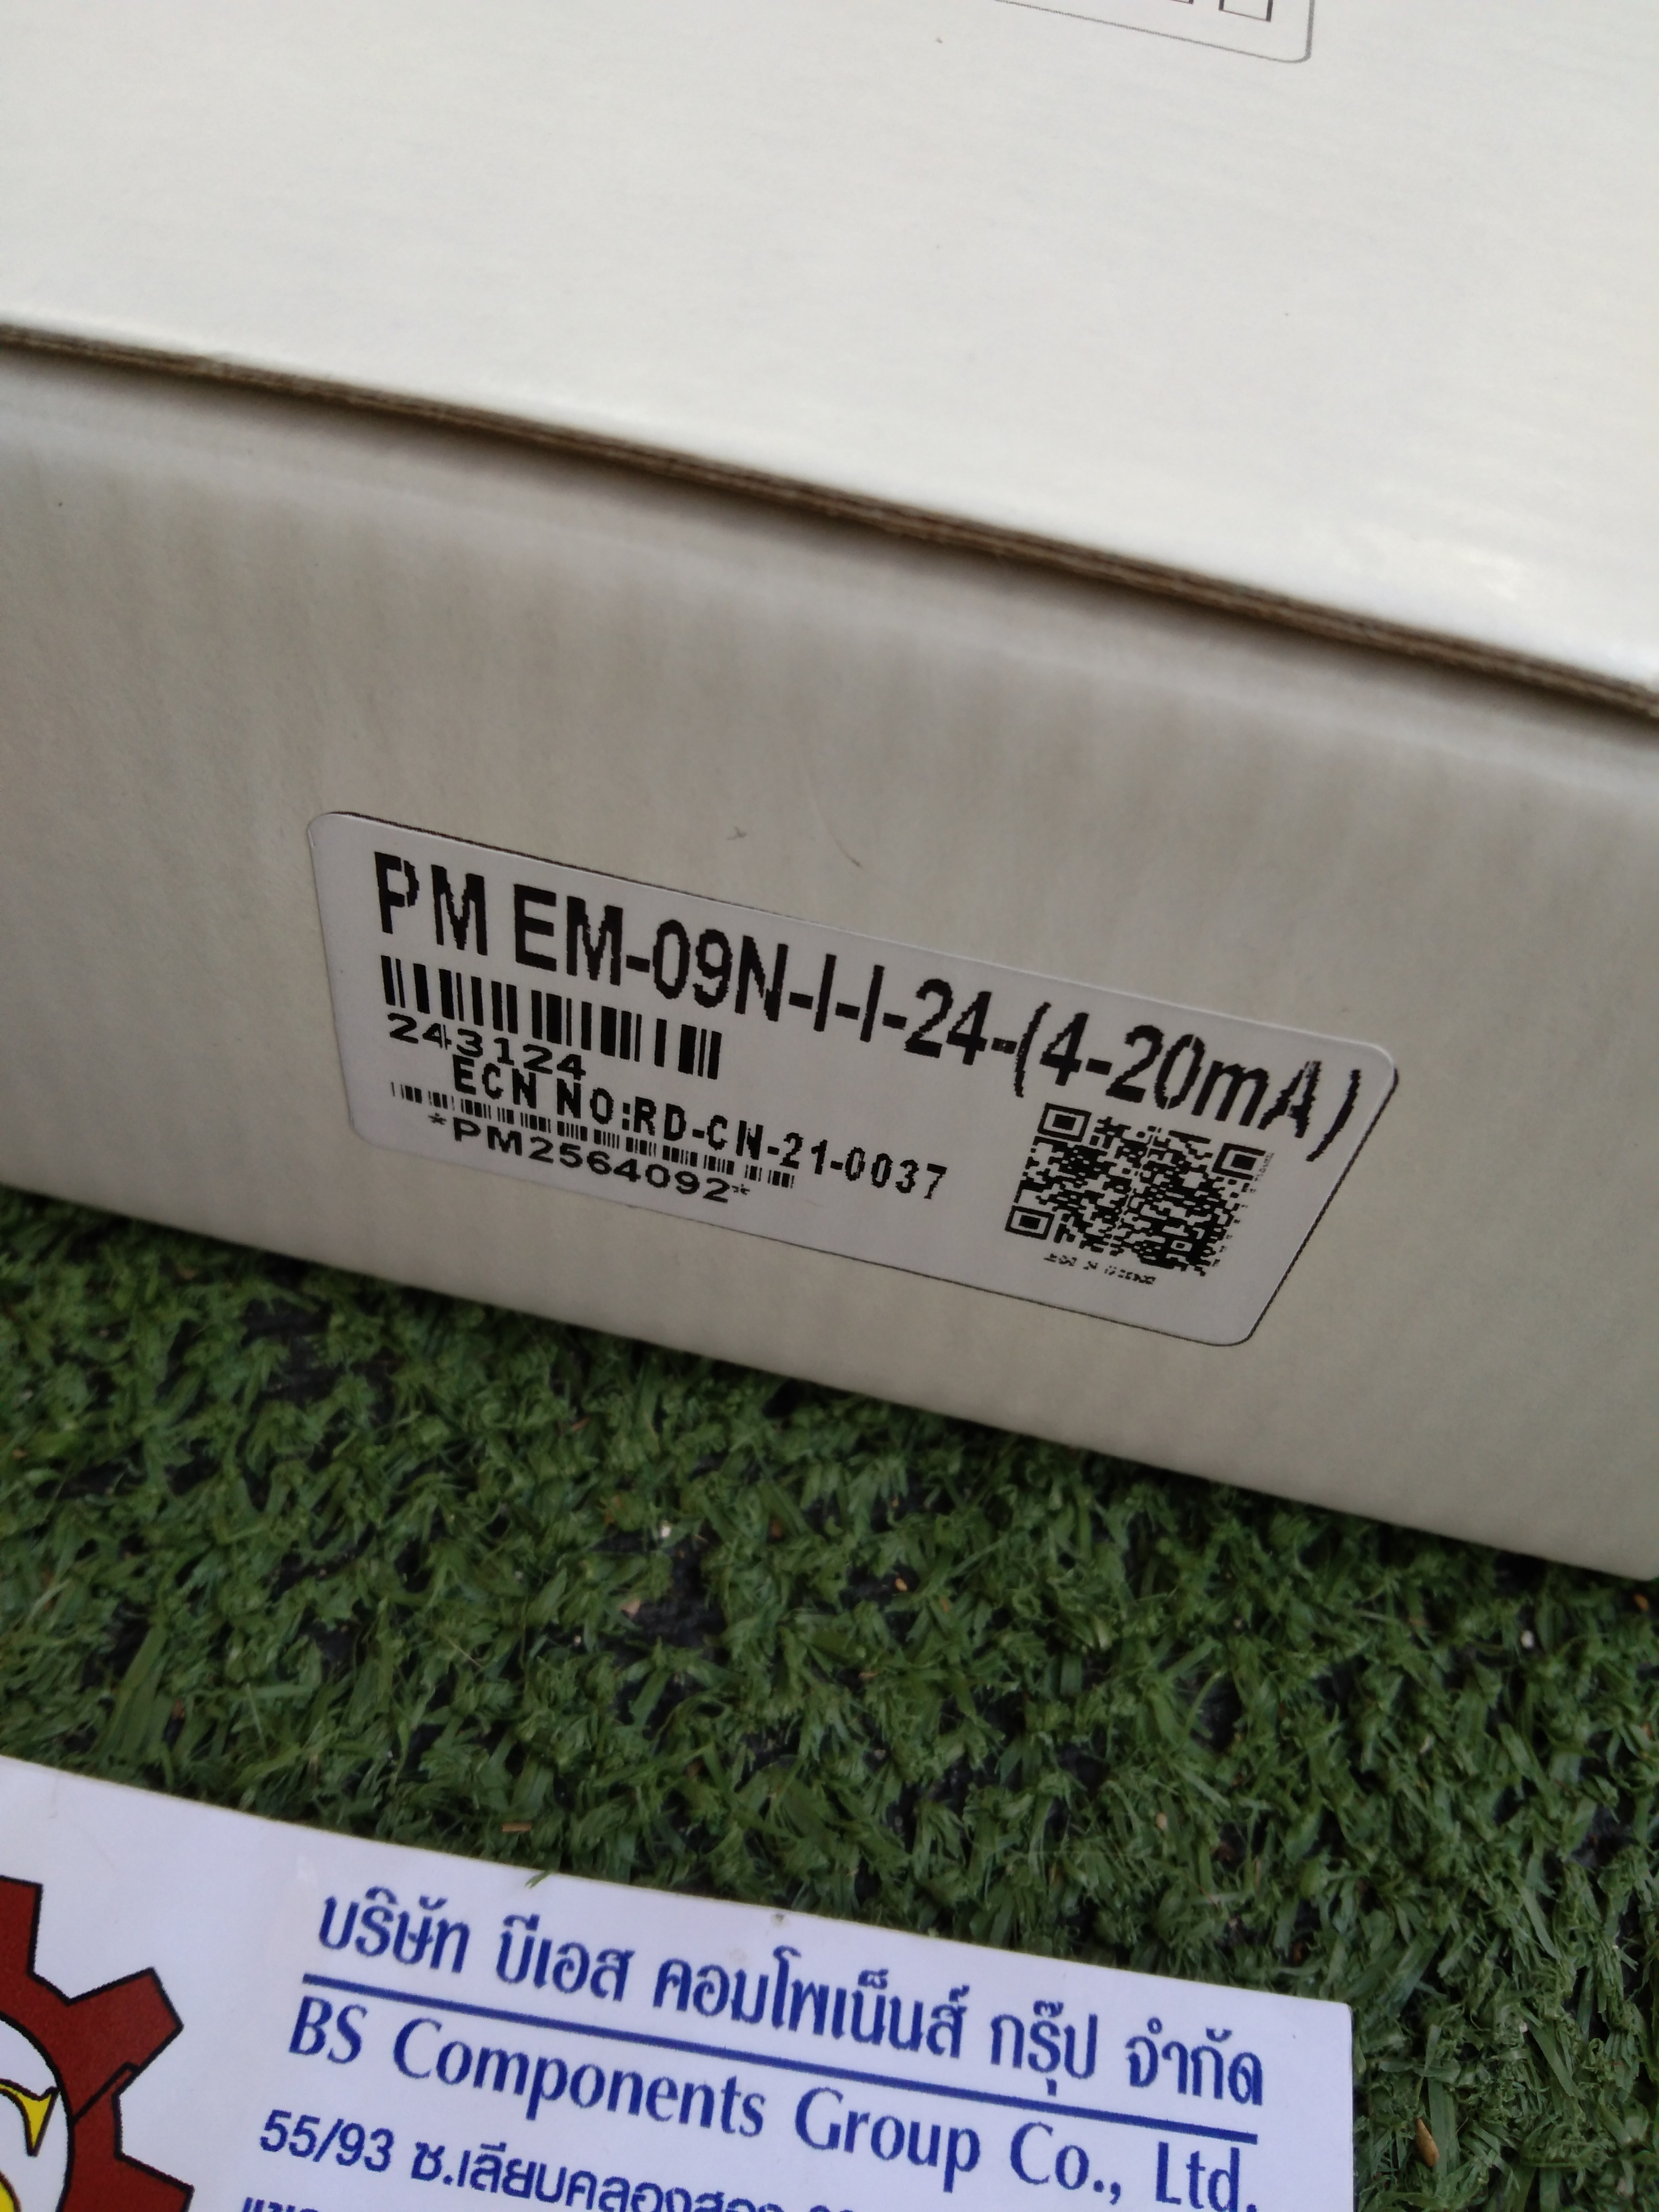 PM EM-09N-I-I-24-(4-20mA)
243124
ECN NO:RD-CN-21-0037
*PM2564092*
บริษัท บีเอส คอมโพเน็นส์ กรุ๊ป จำกัด
BS Components Group Co., Ltd.
55/93 ซ.เลียบคลองสอง